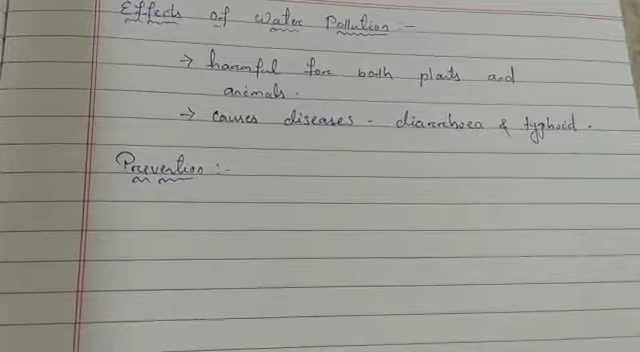 Effects of Water Pollution :-
→ harmful for both plants and
animals.
→ causes diseases - diarrhoea & typhoid.
Prevention :-